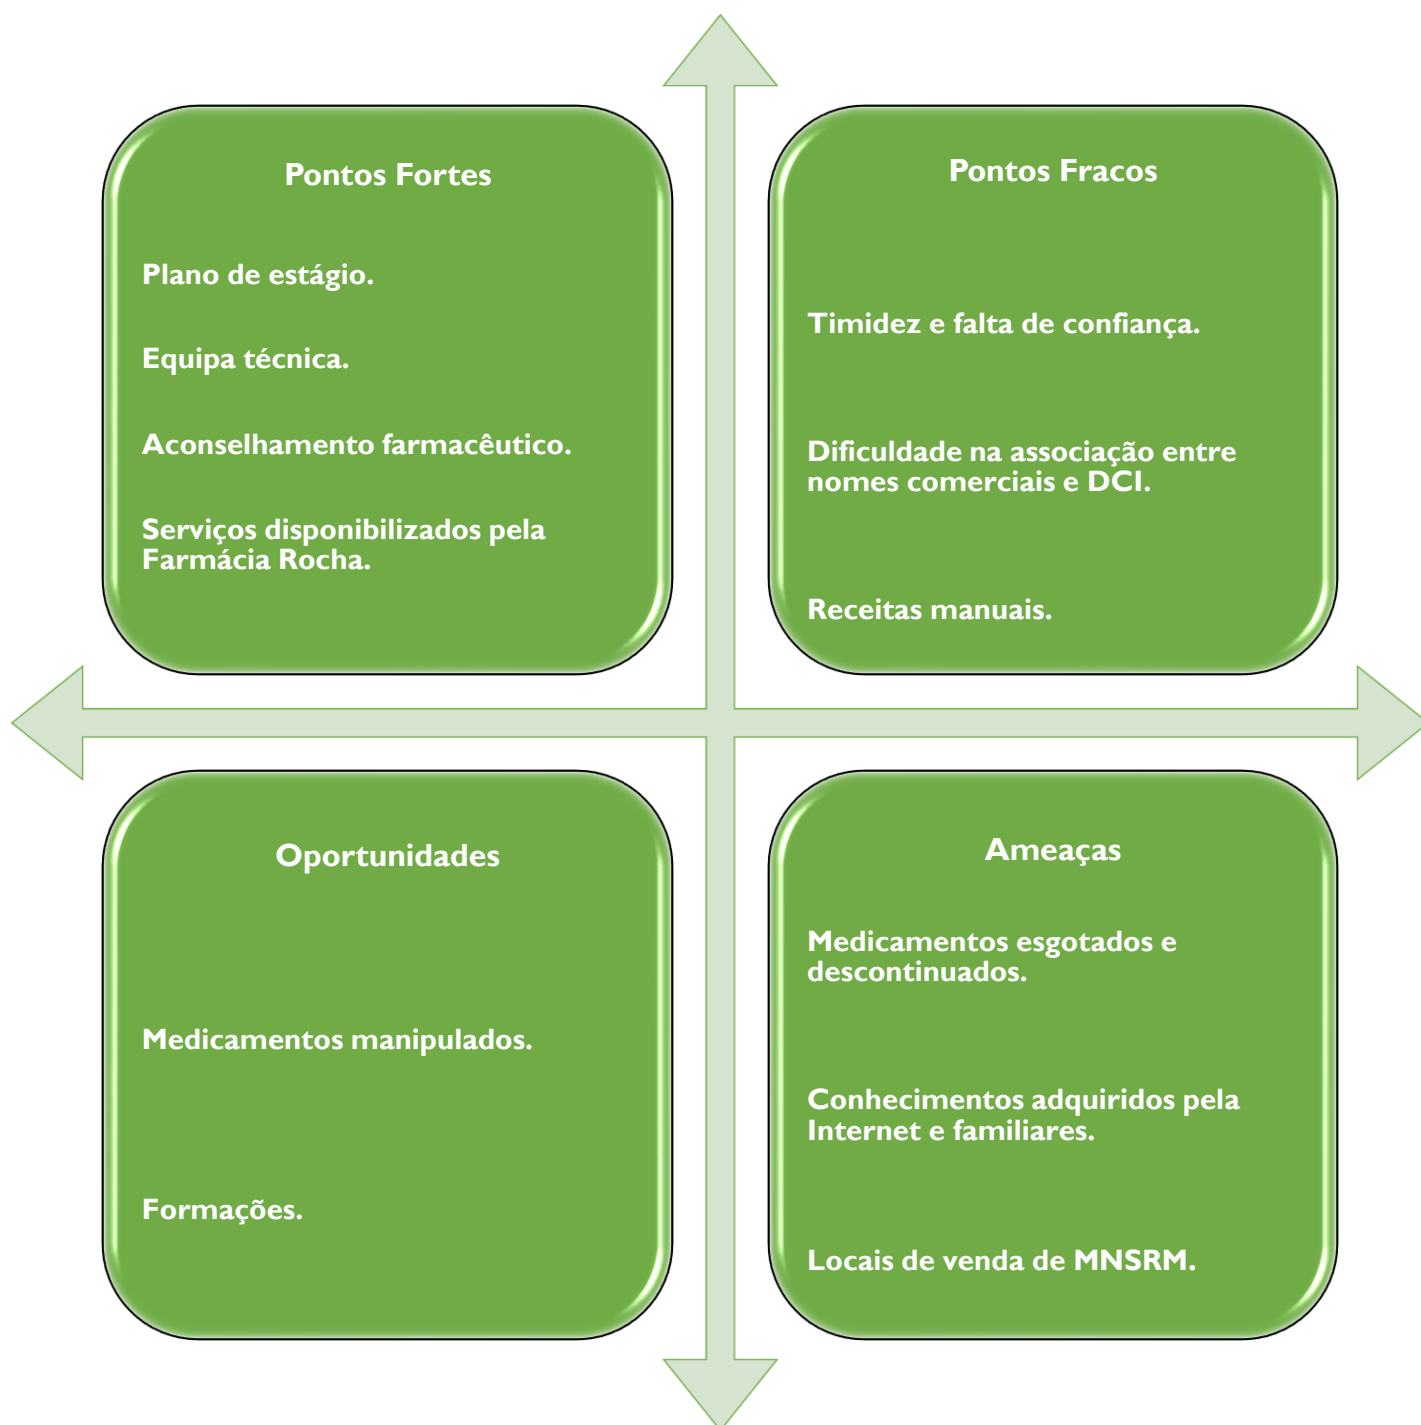 Pontos Fortes
Plano de estágio.
Equipa técnica.
Aconselhamento farmacêutico.
Serviços disponibilizados pela
Farmácia Rocha.
Pontos Fracos
Timidez e falta de confiança.
Dificuldade na associação entre
nomes comerciais e DCI.
Receitas manuais.
Oportunidades
Medicamentos manipulados.
Formações.
Ameaças
Medicamentos esgotados e
descontinuados.
Conhecimentos adquiridos pela
Internet e familiares.
Locais de venda de MNSRM.